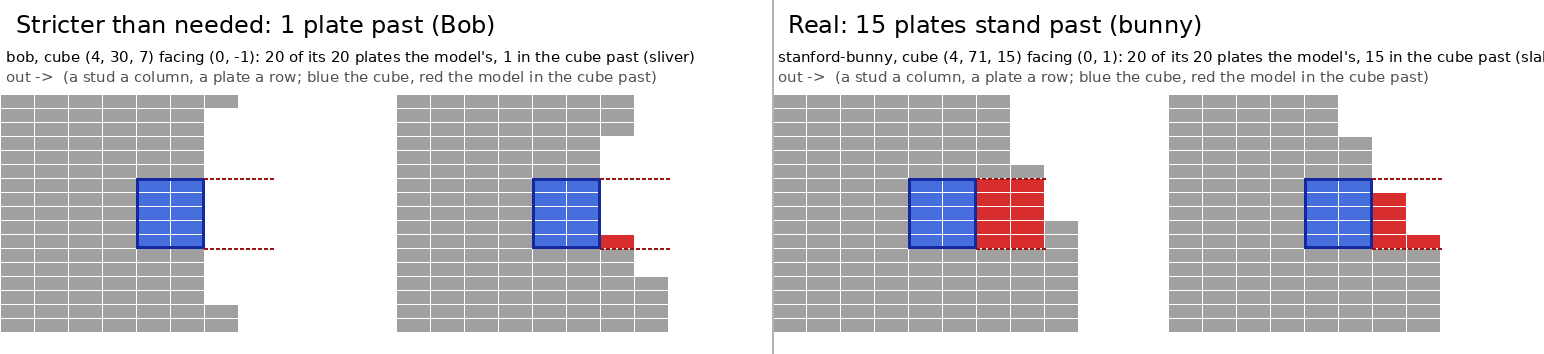 Stricter than needed: 1 plate past (Bob)
bob, cube (4, 30, 7) facing (0, -1): 20 of its 20 plates the model's, 1 in the cube past (sliver)
out -> (a stud a column, a plate a row; blue the cube, red the model in the cube past)
Real: 15 plates stand past (bunny)
stanford-bunny, cube (4, 71, 15) facing (0, 1): 20 of its 20 plates the model's, 15 in the cube past
out -> (a stud a column, a plate a row; blue the cube, red the model in the cube past)